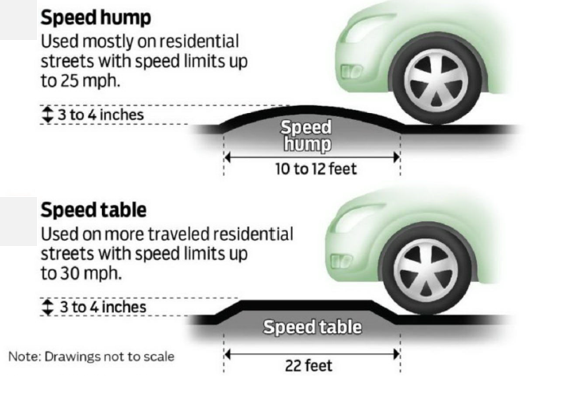 Speed hump
Used mostly on residential
streets with speed limits up
to 25 mph.
3 to 4 inches
Speed
hump
10 to 12 feet
Speed table
Used on more traveled residential
streets with speed limits up
to 30 mph.
3 to 4 inches
Speed table
Note: Drawings not to scale
22 feet